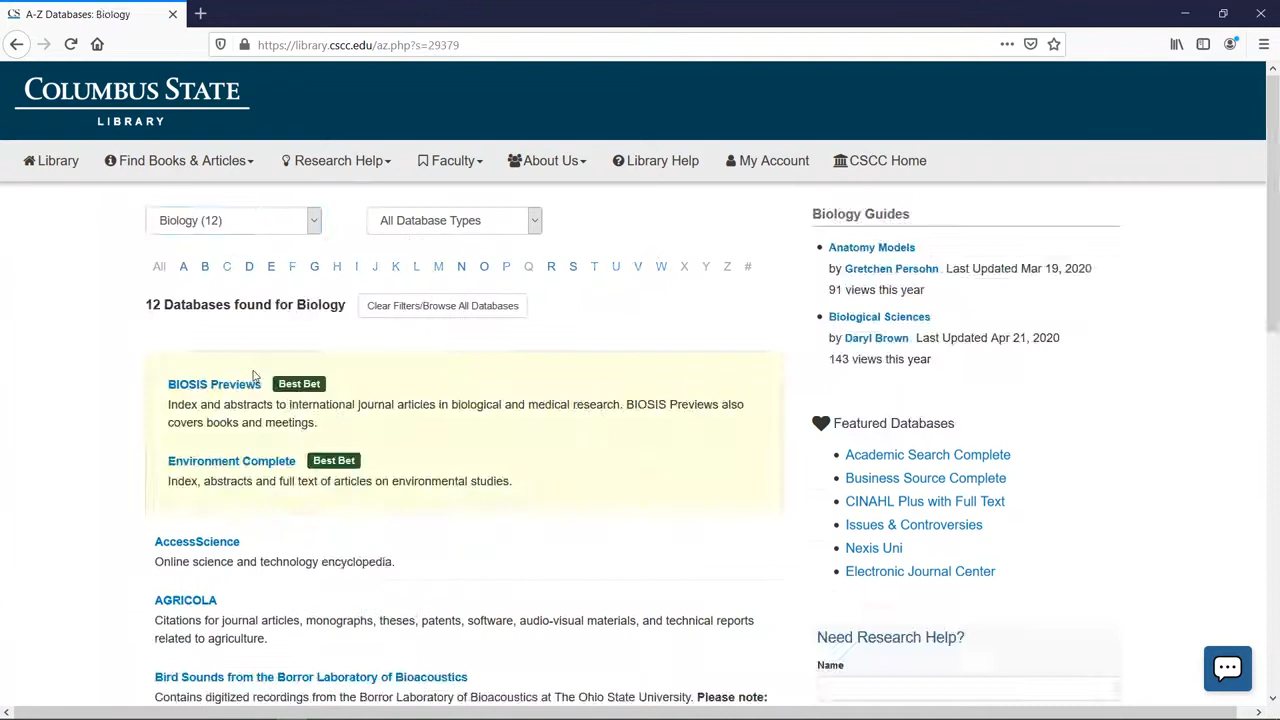 A-Z Databases: Biology
https://library.cscc.edu/az.php?s=29379
COLUMBUS STATE
LIBRARY
Library
Find Books & Articles
Research Help
Faculty
About Us
Library Help
My Account
CSCC Home
Biology (12)
All Database Types
All A B C D E F G H I J K L M N O P Q R S T U V W X Y Z #
12 Databases found for Biology
Clear Filters/Browse All Databases
BIOSIS Previews Best Bet
Index and abstracts to international journal articles in biological and medical research. BIOSIS Previews also
covers books and meetings.
Environment Complete Best Bet
Index, abstracts and full text of articles on environmental studies.
AccessScience
Online science and technology encyclopedia.
AGRICOLA
Citations for journal articles, monographs, theses, patents, software, audio-visual materials, and technical reports
related to agriculture.
Bird Sounds from the Borror Laboratory of Bioacoustics
Contains digitized recordings from the Borror Laboratory of Bioacoustics at The Ohio State University. Please note:
Biology Guides
Anatomy Models
by Gretchen Persohn Last Updated Mar 19, 2020
91 views this year
Biological Sciences
by Daryl Brown Last Updated Apr 21, 2020
143 views this year
Featured Databases
Academic Search Complete
Business Source Complete
CINAHL Plus with Full Text
Issues & Controversies
Nexis Uni
Electronic Journal Center
Need Research Help?
Name